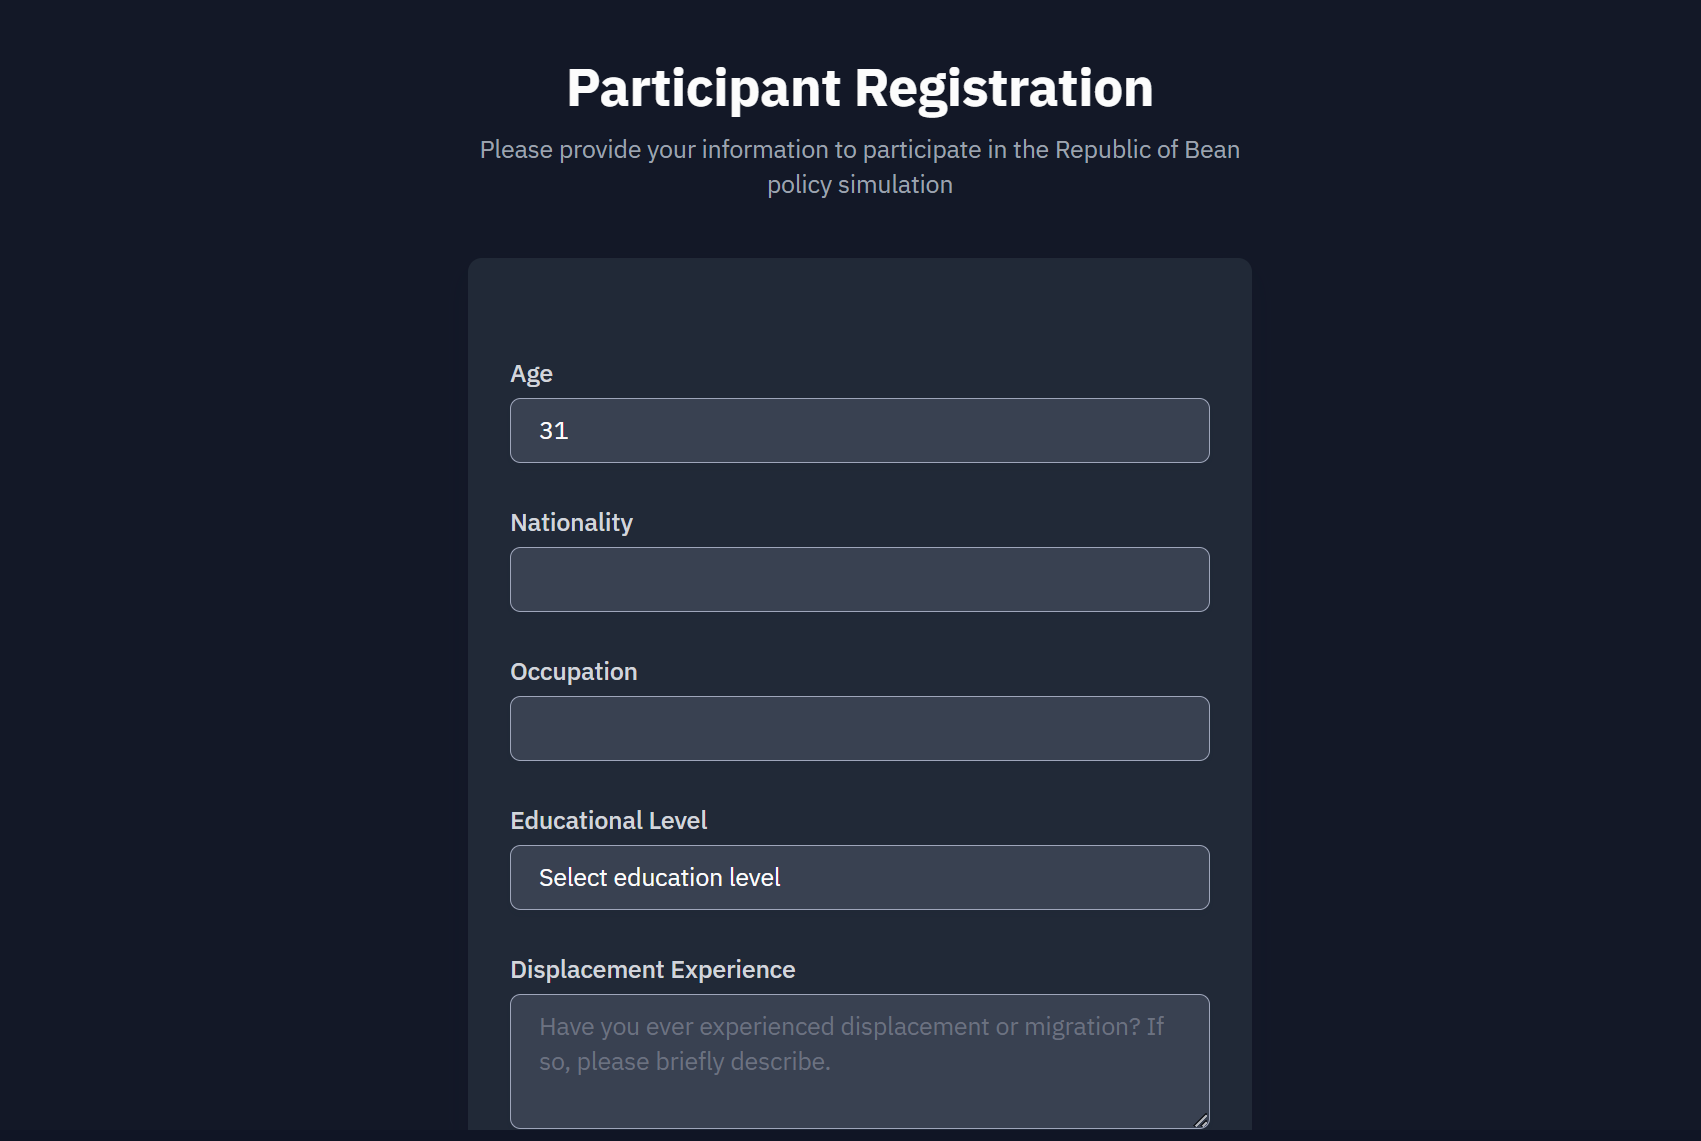 Participant Registration
Please provide your information to participate in the Republic of Bean
policy simulation
Age
31
Nationality
Occupation
Educational Level
Select education level
Displacement Experience
Have you ever experienced displacement or migration? If
so, please briefly describe.